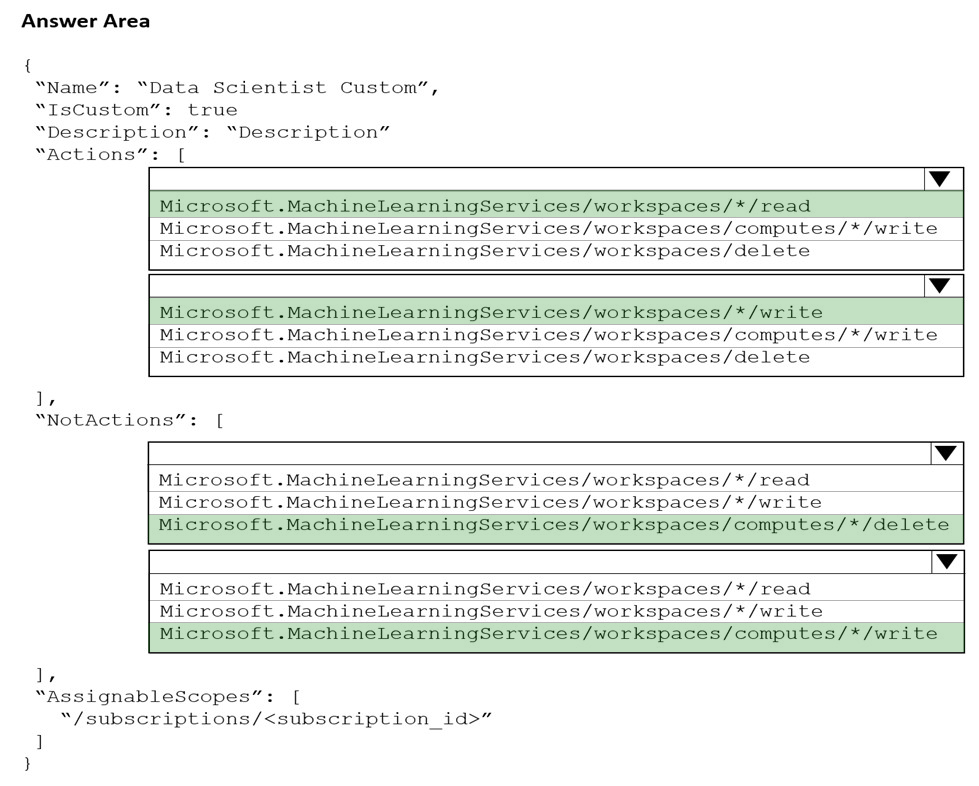 Answer Area
{
“Name”: “Data Scientist Custom”,
“IsCustom”: true
“Description”: “Description”
“Actions”: [
Microsoft.MachineLearningServices/workspaces/*/read
Microsoft.MachineLearningServices/workspaces/computes/*/write
Microsoft.MachineLearningServices/workspaces/delete
Microsoft.MachineLearningServices/workspaces/*/write
Microsoft.MachineLearningServices/workspaces/computes/*/write
Microsoft.MachineLearningServices/workspaces/delete
],
“NotActions”: [
Microsoft.MachineLearningServices/workspaces/*/read
Microsoft.MachineLearningServices/workspaces/*/write
Microsoft.MachineLearningServices/workspaces/computes/*/delete
Microsoft.MachineLearningServices/workspaces/*/read
Microsoft.MachineLearningServices/workspaces/*/write
Microsoft.MachineLearningServices/workspaces/computes/*/write
],
“AssignableScopes”: [
“/subscriptions/<subscription_id>”
]
}